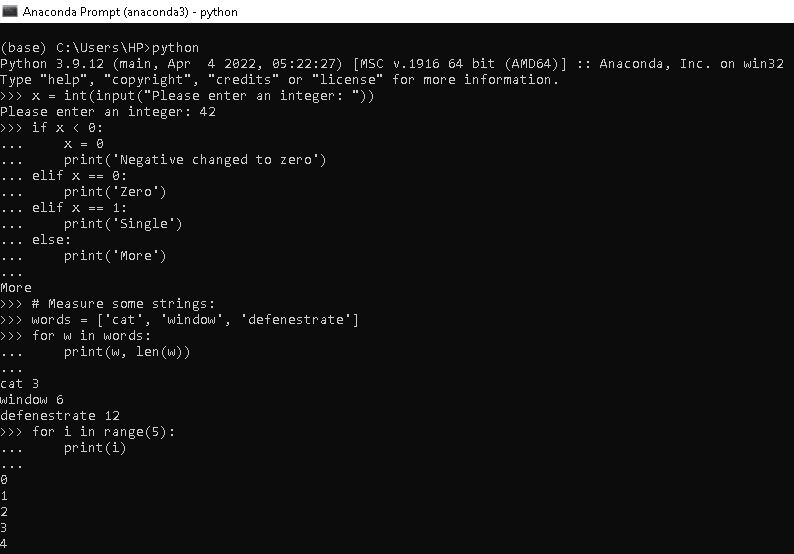 Anaconda Prompt (anaconda3) - python
(base) C:\Users\HP>python
Python 3.9.12 (main, Apr  4 2022, 05:22:27) [MSC v.1916 64 bit (AMD64)] :: Anaconda, Inc. on win32
Type "help", "copyright", "credits" or "license" for more information.
>>> x = int(input("Please enter an integer: "))
Please enter an integer: 42
>>> if x < 0:
...     x = 0
...     print('Negative changed to zero')
... elif x == 0:
...     print('Zero')
... elif x == 1:
...     print('Single')
... else:
...     print('More')
...
More
>>> # Measure some strings:
>>> words = ['cat', 'window', 'defenestrate']
>>> for w in words:
...     print(w, len(w))
...
cat 3
window 6
defenestrate 12
>>> for i in range(5):
...     print(i)
...
0
1
2
3
4